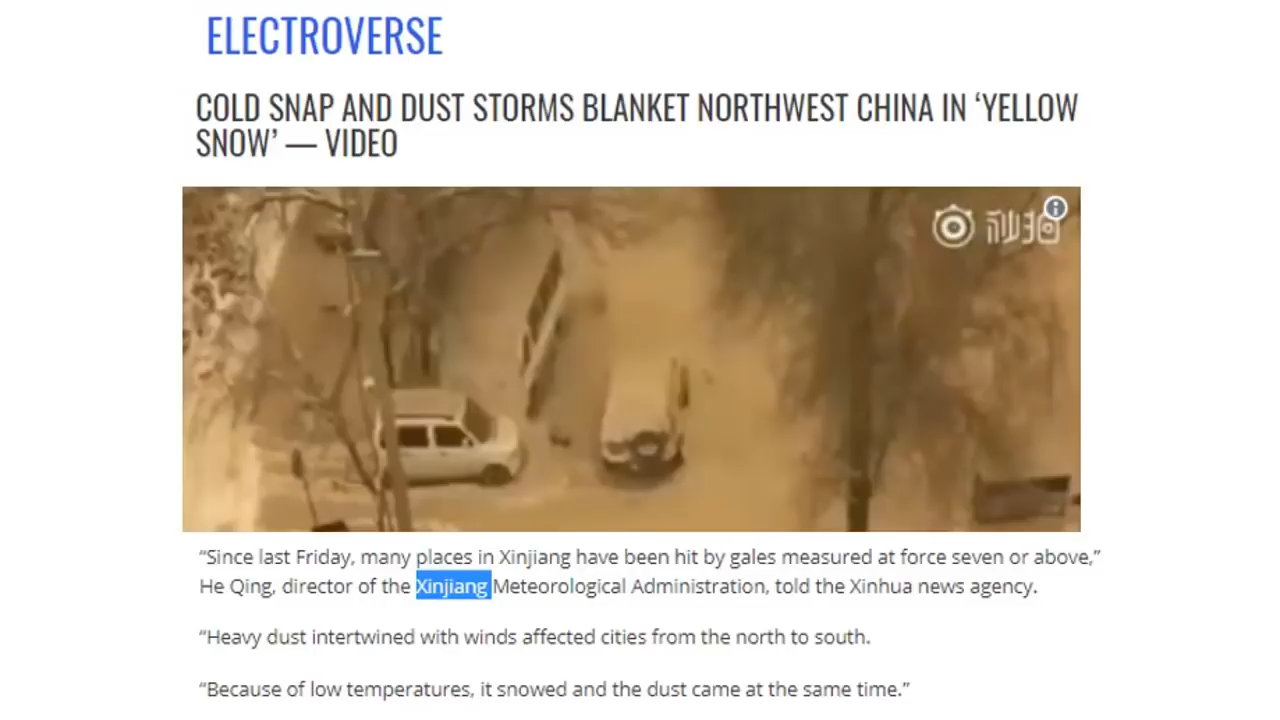 ELECTROVERSE
COLD SNAP AND DUST STORMS BLANKET NORTHWEST CHINA IN ‘YELLOW
SNOW’ — VIDEO
“Since last Friday, many places in Xinjiang have been hit by gales measured at force seven or above,”
He Qing, director of the Xinjiang Meteorological Administration, told the Xinhua news agency.
“Heavy dust intertwined with winds affected cities from the north to south.
“Because of low temperatures, it snowed and the dust came at the same time.”